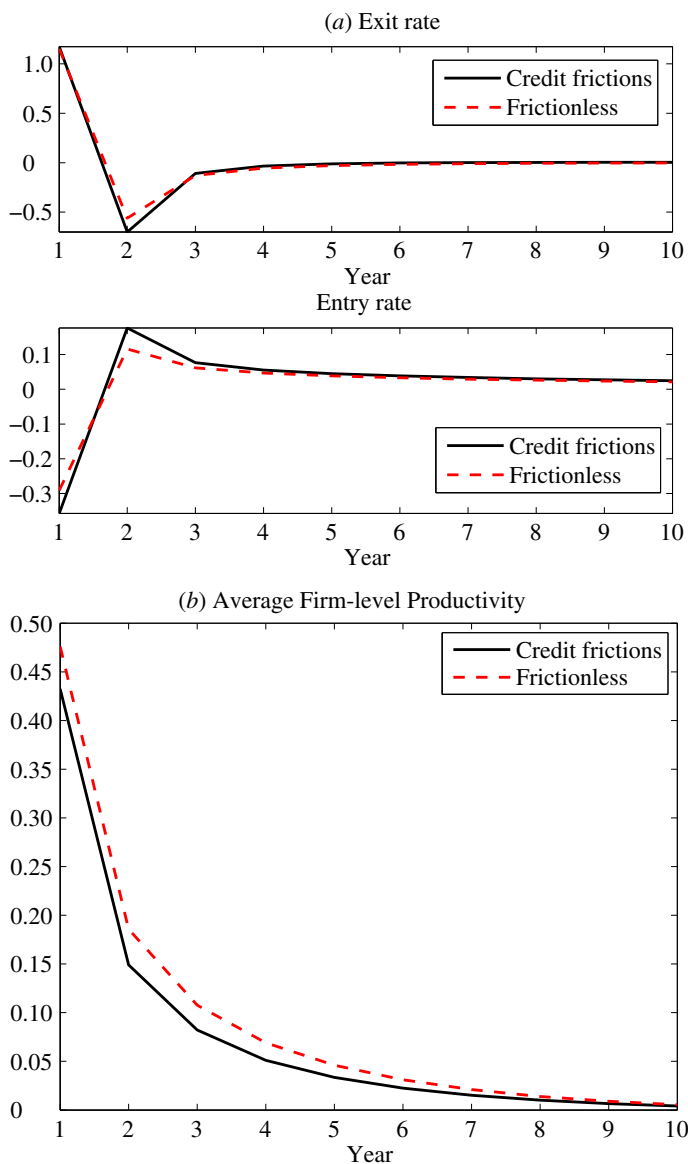 (a) Exit rate
1.0
0.5
0
−0.5
Credit frictions
Frictionless
1 2 3 4 5 6 7 8 9 10
Year
Entry rate
0.1
0
−0.1
−0.2
−0.3
Credit frictions
Frictionless
1 2 3 4 5 6 7 8 9 10
Year
(b) Average Firm-level Productivity
0.50
0.45
0.40
0.35
0.30
0.25
0.20
0.15
0.10
0.05
0
Credit frictions
Frictionless
1 2 3 4 5 6 7 8 9 10
Year